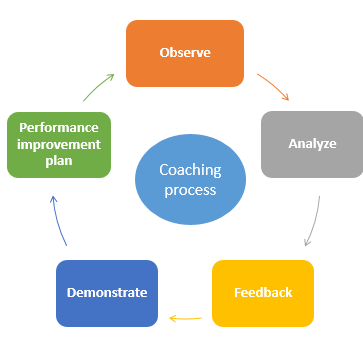 Observe
Analyze
Feedback
Demonstrate
Performance
improvement
plan
Coaching
process